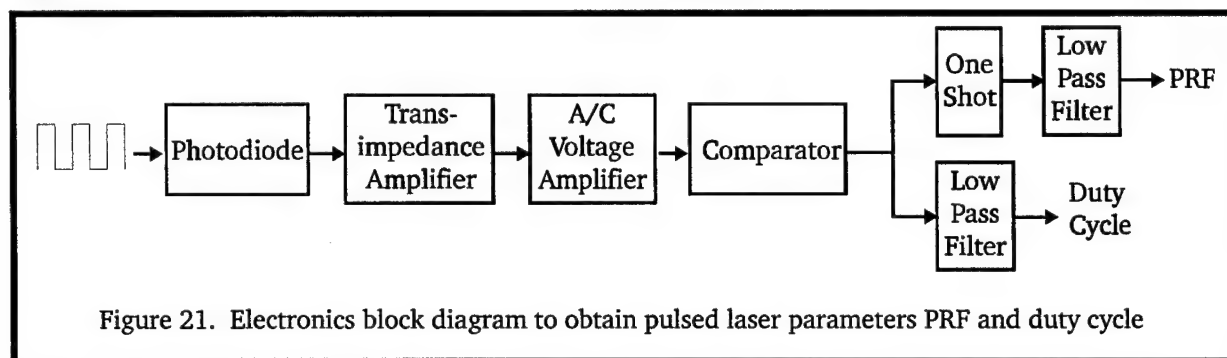 Photodiode
Trans-
impedance
Amplifier
A/C
Voltage
Amplifier
Comparator
One
Shot
Low
Pass
Filter
PRF
Low
Pass
Filter
Duty
Cycle
Figure 21. Electronics block diagram to obtain pulsed laser parameters PRF and duty cycle